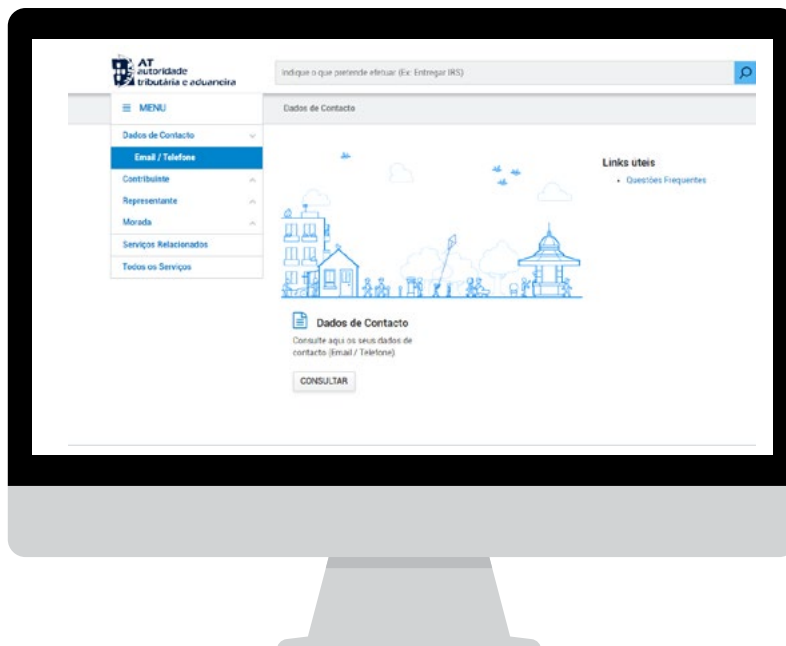 AT
autoridade
tributária e aduaneira
Indique o que pretende efetuar (Ex: Entregar IRS)
MENU
Dados de Contacto
Dados de Contacto
Email / Telefone
Contribuinte
Representante
Morada
Serviços Relacionados
Todos os Serviços
Links úteis
• Questões Frequentes
Dados de Contacto
Consulte aqui os seus dados de
contacto (Email / Telefone)
CONSULTAR